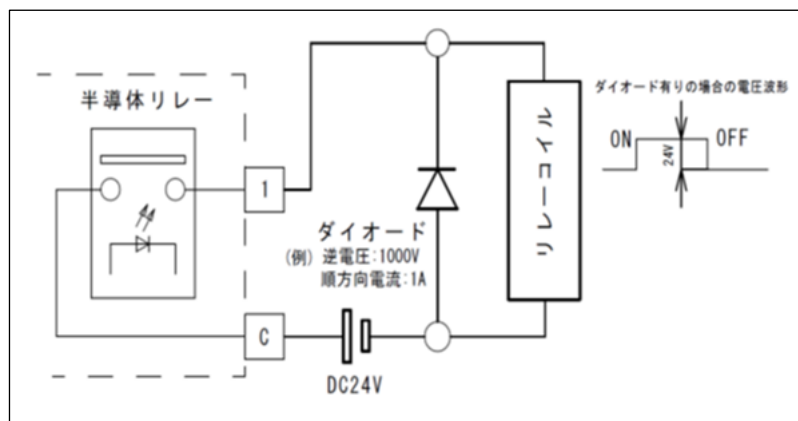 半導体リレー
1
C
DC24V
ダイオード
(例) 逆電圧:1000V
順方向電流:1A
リレーコイル
ダイオード有りの場合の電圧波形
ON
24V
OFF